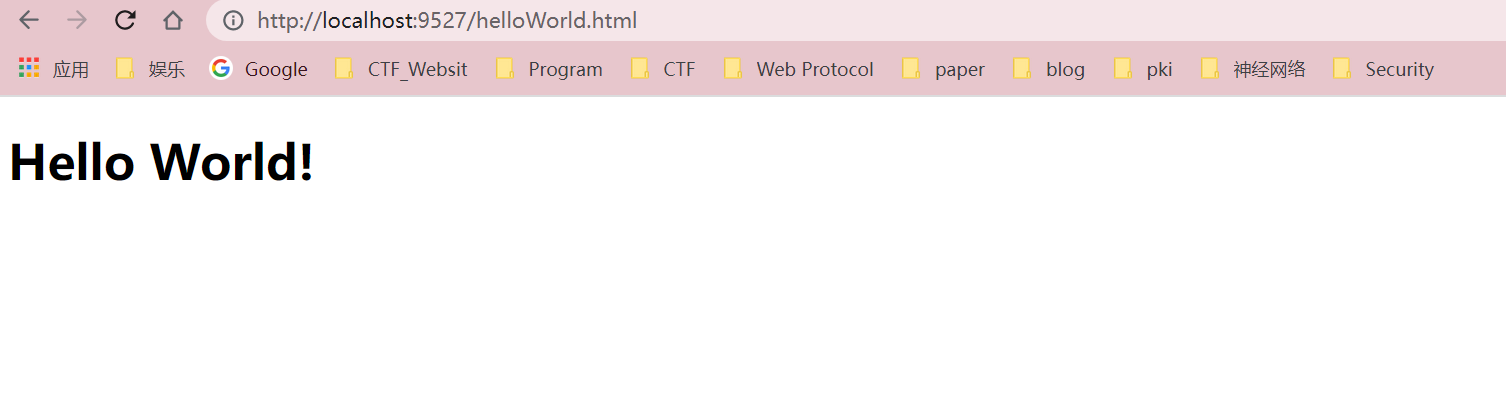 http://localhost:9527/helloWorld.html
应用 娱乐 Google CTF_Websit Program CTF Web Protocol paper blog pki 神经网络 Security
Hello World!